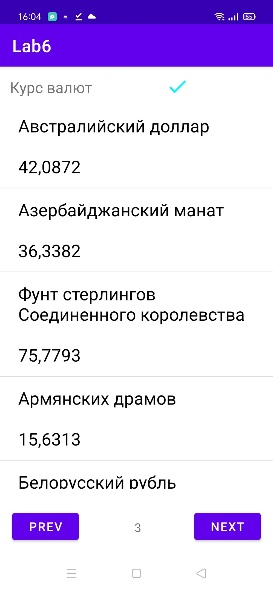 16:04
Lab6
Курс валют
Австралийский доллар
42,0872
Азербайджанский манат
36,3382
Фунт стерлингов
Соединенного королевства
75,7793
Армянских драмов
15,6313
Белорусский рубль
PREV
3
NEXT